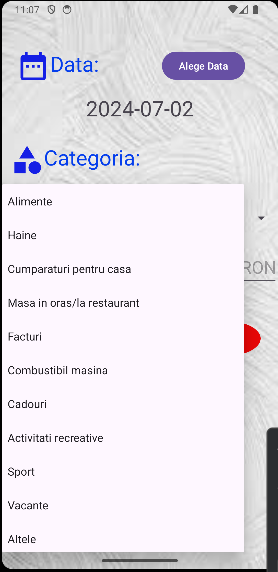 11:07
Data:
Alege Data
2024-07-02
Categoria:
Alimente
Haine
Cumparaturi pentru casa
RON
Masa in oras/la restaurant
Facturi
Combustibil masina
Cadouri
Activitati recreative
Sport
Vacante
Altele